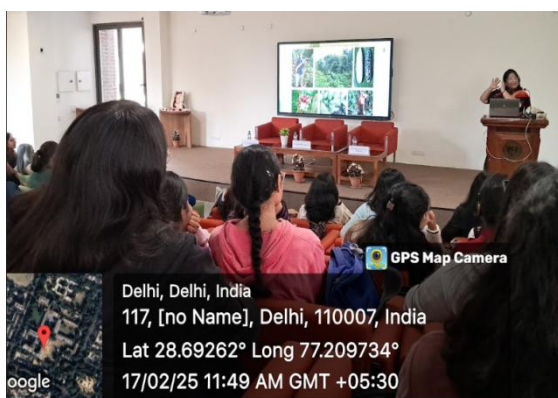 GPS Map Camera
Delhi, Delhi, India
117, [no Name], Delhi, 110007, India
Lat 28.69262° Long 77.209734°
17/02/25 11:49 AM GMT +05:30
oogle